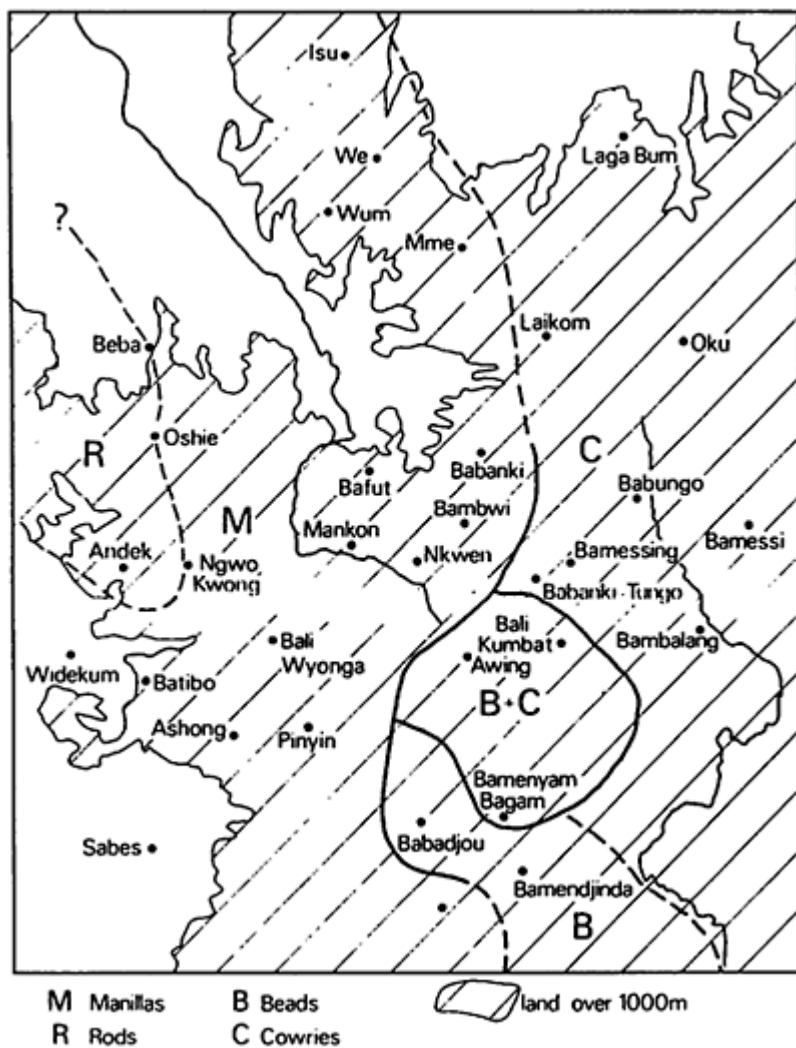 Isu
We
Laga Bum
Wum
?
Mme
Laikom
Beba
Oku
Oshie
R
Babanki
C
Bafut
Babungo
M
Bambwi
Bamessi
Mankon
Andek
Ngwo
Kwong
Nkwen
Bamessing
Babanki-Tungo
Bali
Kumbat
Bambalang
Bali
Wyonga
Awing
Widekum
Batibo
B+C
Ashong
Pinyin
Bamenyam
Bagam
Babadjou
Sabes
Bamendjinda
B
M Manillas
B Beads
land over 1000m
R Rods
C Cowries